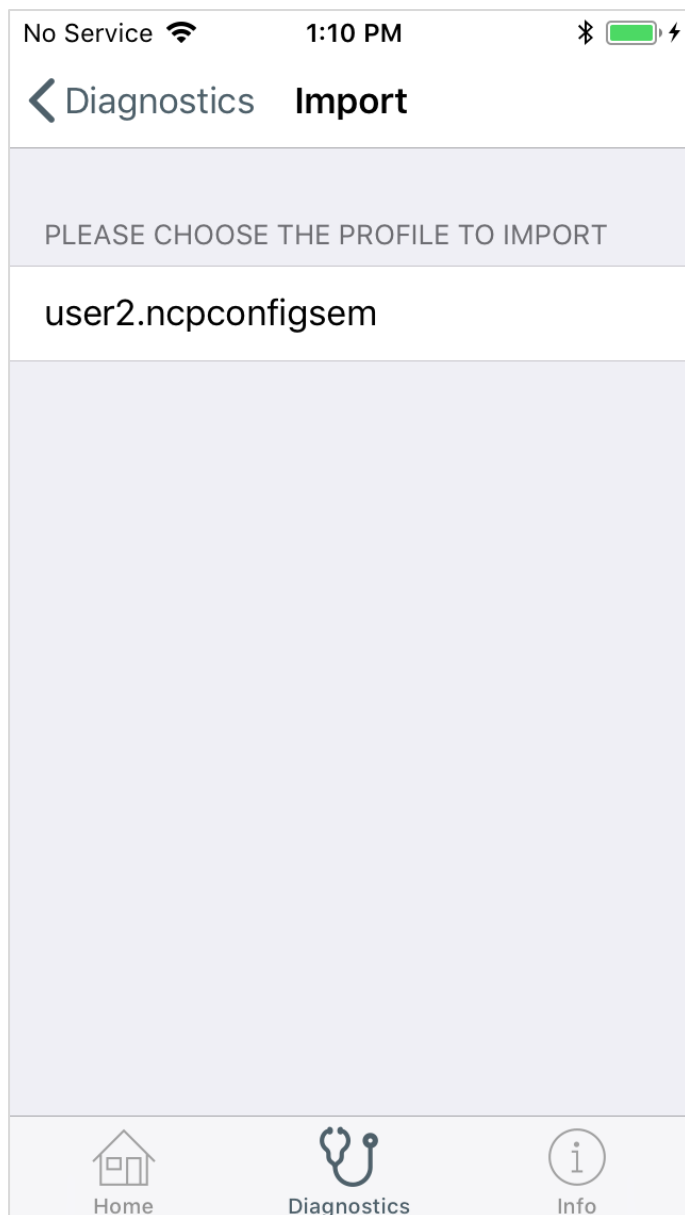 No Service 1:10 PM
Diagnostics Import
PLEASE CHOOSE THE PROFILE TO IMPORT
user2.ncpconfigsem
Home Diagnostics Info